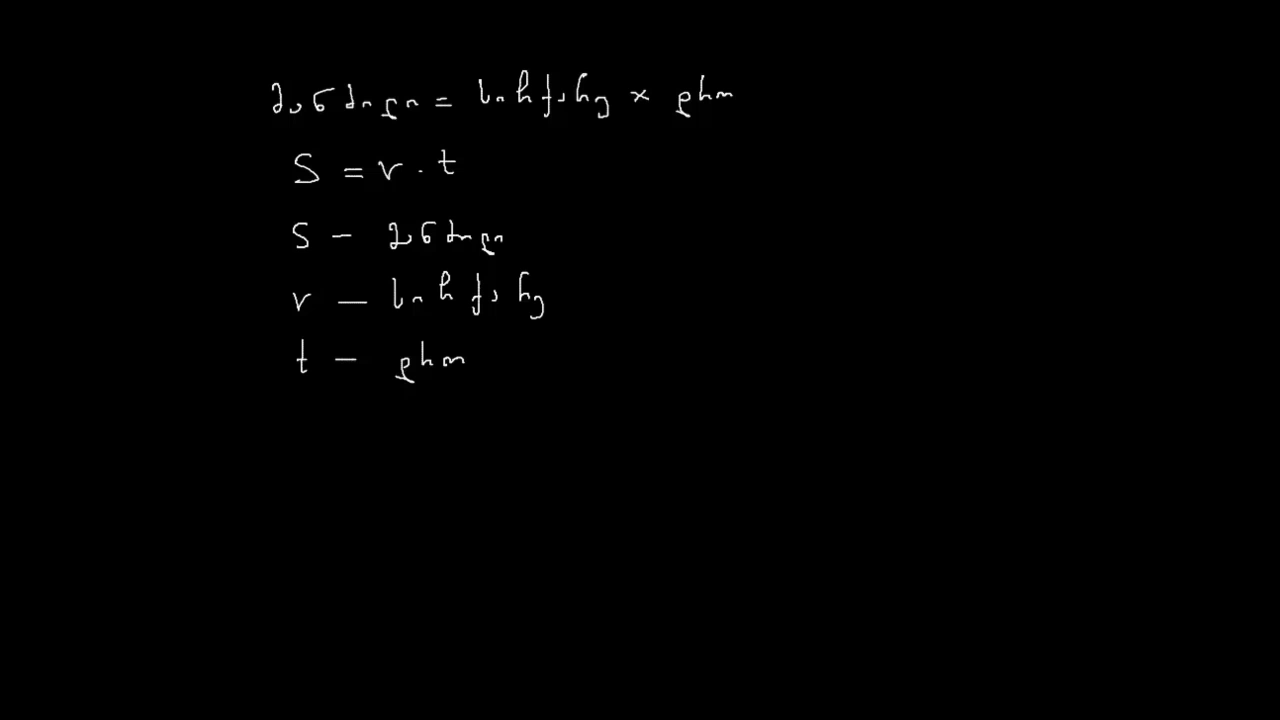 მანძილი = სიჩქარე × დრო
S = v · t
S – მანძილი
v – სიჩქარე
t – დრო